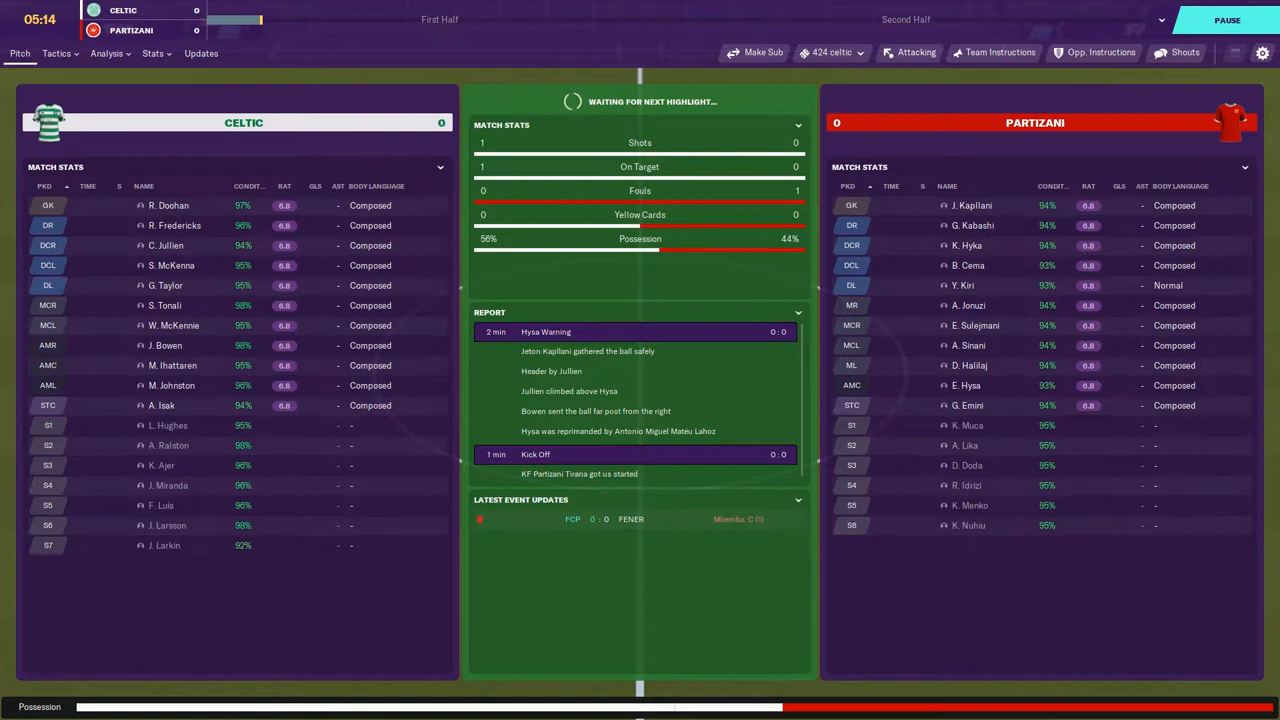 05:14
CELTIC 0
PARTIZANI 0
First Half
Second Half
PAUSE
Pitch Tactics Analysis Stats Updates
Make Sub 424 celtic Attacking Team Instructions Opp. Instructions Shouts
CELTIC 0
MATCH STATS
PKD TIME S NAME CONDIT... RAT GLS AST BODY LANGUAGE
GK R. Doohan 97% 6.8 - Composed
DR R. Fredericks 96% 6.8 - Composed
DCR C. Jullien 94% 6.8 - Composed
DCL S. McKenna 95% 6.8 - Composed
DL G. Taylor 95% 6.8 - Composed
MCR S. Tonali 98% 6.8 - Composed
MCL W. McKennie 95% 6.8 - Composed
AMR J. Bowen 98% 6.8 - Composed
AMC M. Ihattaren 95% 6.8 - Composed
AML M. Johnston 96% 6.8 - Composed
STC A. Isak 94% 6.8 - Composed
S1 L. Hughes 95% - -
S2 A. Ralston 98% - -
S3 K. Ajer 96% - -
S4 J. Miranda 96% - -
S5 F. Luis 96% - -
S6 J. Larsson 98% - -
S7 J. Larkin 92% - -
WAITING FOR NEXT HIGHLIGHT...
MATCH STATS
1 Shots 0
1 On Target 0
0 Fouls 1
0 Yellow Cards 0
56% Possession 44%
REPORT
2 min Hysa Warning 0 : 0
Jeton Kapllani gathered the ball safely
Header by Jullien
Jullien climbed above Hysa
Bowen sent the ball far post from the right
Hysa was reprimanded by Antonio Miguel Matéu Lahoz
1 min Kick Off 0 : 0
KF Partizani Tirana got us started
LATEST EVENT UPDATES
FCP 0 : 0 FENER Mbemba. C (1)
0 PARTIZANI
MATCH STATS
PKD TIME S NAME CONDIT... RAT GLS AST BODY LANGUAGE
GK J. Kapllani 94% 6.8 - Composed
DR G. Kabashi 94% 6.8 - Composed
DCR K. Hyka 94% 6.8 - Composed
DCL B. Cema 93% 6.8 - Composed
DL Y. Kiri 93% 6.8 - Normal
MR A. Jonuzi 94% 6.8 - Composed
MCR E. Sulejmani 94% 6.8 - Composed
MCL A. Sinani 94% 6.8 - Composed
ML D. Halilaj 94% 6.8 - Composed
AMC E. Hysa 93% 6.8 - Composed
STC G. Emini 94% 6.8 - Composed
S1 K. Muca 95% - -
S2 A. Lika 95% - -
S3 D. Doda 95% - -
S4 R. Idrizi 95% - -
S5 K. Menko 95% - -
S6 K. Nuhiu 95% - -
Possession